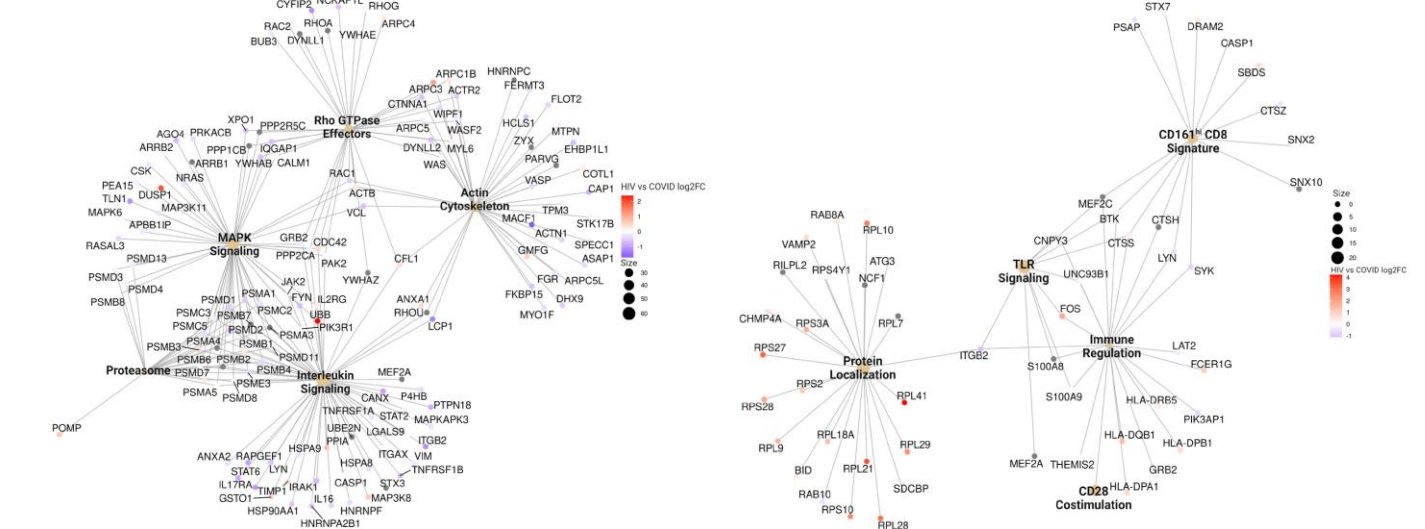 CYFIP2
NCKAP1L
RHOG
RAC2
RHOA
ARPC4
BUB3
DYNLL1
YWHAE
ARPC1B
HNRNPC
ARPC3
ACTR2
FERMT3
CTNNA1
FLOT2
XPO1
PPP2R5C
Rho GTPase
Effectors
WIPF1
HCLS1
AGO4
PRKACB
ARPC5
WASF2
MTPN
ARRB2
PPP1CB
IQGAP1
DYNLL2
MYL6
ZYX
EHBP1L1
ARRB1
YWHAB
CALM1
WAS
PARVG
CSK
NRAS
RAC1
VASP
COTL1
PEA15
DUSP1
ACTB
Actin
Cytoskeleton
CAP1
TLN1
MAP3K11
VCL
TPM3
MAPK6
MACF1
STK17B
APBB1IP
MAPK
Signaling
ACTN1
RASAL3
GRB2
CDC42
SPECC1
PPP2CA
GMFG
ASAP1
PSMD13
PAK2
CFL1
PSMD3
YWHAZ
FGR
ARPC5L
PSMD4
JAK2
FKBP15
DHX9
PSMB8
PSMD1
PSMA1
FYN
IL2RG
ANXA1
MYO1F
PSMC3
PSMB7
PSMC2
UBB
RHOU
PSMC5
PSMD2
PIK3R1
LCP1
PSMB3
PSMA4
PSMB1
PSMA3
PSMB6
PSMB2
PSMD11
Proteasome
PSMD7
PSMB4
Interleukin
Signaling
MEF2A
PSMA5
PSME3
PSMD8
CANX
P4HB
PTPN18
TNFRSF1A
STAT2
MAPKAPK3
POMP
UBE2N
LGALS9
PPIA
ITGB2
HSPA9
ITGAX
VIM
ANXA2
RAPGEF1
HSPA8
STAT6
LYN
TNFRSF1B
IL17RA
TIMP1
IRAK1
CASP1
STX3
GSTO1
IL16
MAP3K8
HSP90AA1
HNRNPF
HNRNPA2B1
HIV vs COVID log2FC
2
1
0
-1
Size
30
40
50
60
STX7
PSAP
DRAM2
CASP1
SBDS
CTSZ
CD161hi CD8
Signature
SNX2
SNX10
MEF2C
RAB8A
BTK
CTSH
RPL10
VAMP2
CNPY3
CTSS
RILPL2
RPS4Y1
ATG3
TLR
Signaling
LYN
NCF1
UNC93B1
SYK
CHMP4A
RPS3A
RPL7
FOS
RPS27
Protein
Localization
ITGB2
Immune
Regulation
LAT2
S100A8
FCER1G
RPS2
RPS28
RPL41
S100A9
HLA-DRB5
PIK3AP1
RPL9
RPL18A
RPL29
HLA-DQB1
HLA-DPB1
BID
RPL21
MEF2A
THEMIS2
GRB2
RAB10
SDCBP
CD28
Costimulation
HLA-DPA1
RPS10
RPL28
Size
0
5
10
15
20
HIV vs COVID log2FC
4
3
2
1
0
-1